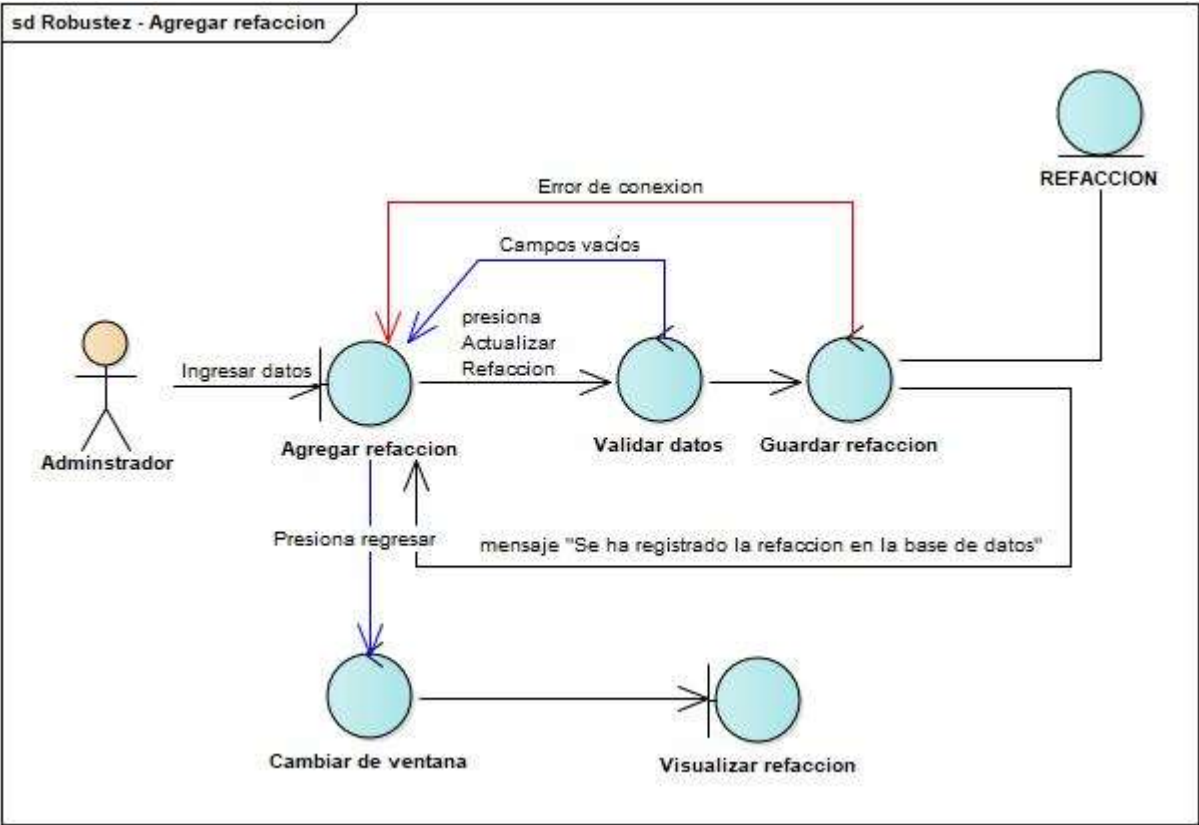 sd Robustez - Agregar refaccion
REFACCION
Error de conexion
Campos vacíos
presiona
Actualizar
Refaccion
Ingresar datos
Adminstrador
Agregar refaccion
Validar datos
Guardar refaccion
Presiona regresar
mensaje "Se ha registrado la refaccion en la base de datos"
Cambiar de ventana
Visualizar refaccion